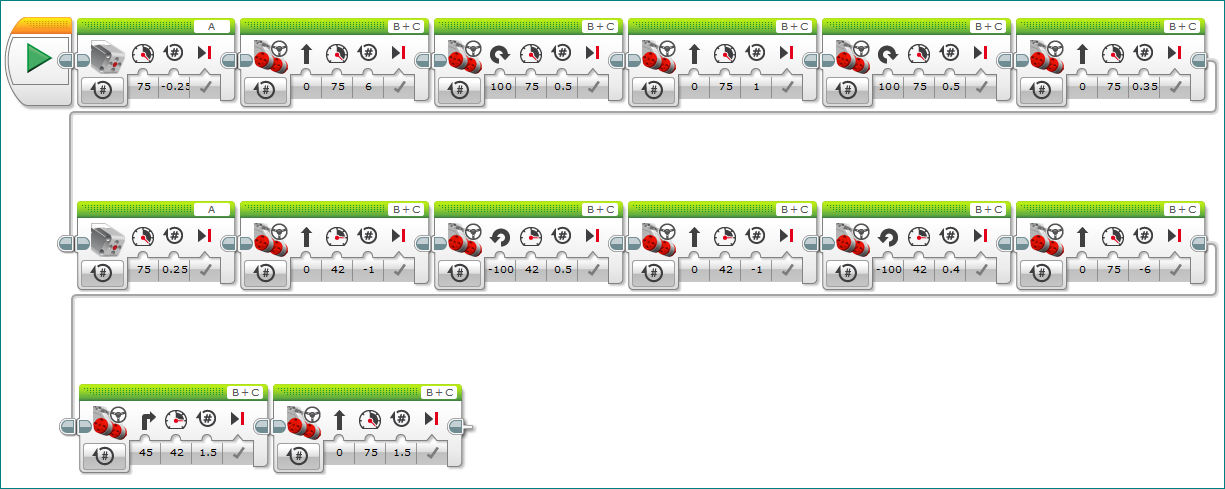 A B+C B+C B+C B+C B+C
75 -0.25 0 75 6 100 75 0.5 0 75 1 100 75 0.5 0 75 0.35
# # # # # #
A B+C B+C B+C B+C B+C
75 0.25 0 42 -1 -100 42 0.5 0 42 -1 -100 42 0.4 0 75 -6
# # # # # #
B+C B+C
45 42 1.5 0 75 1.5
# #